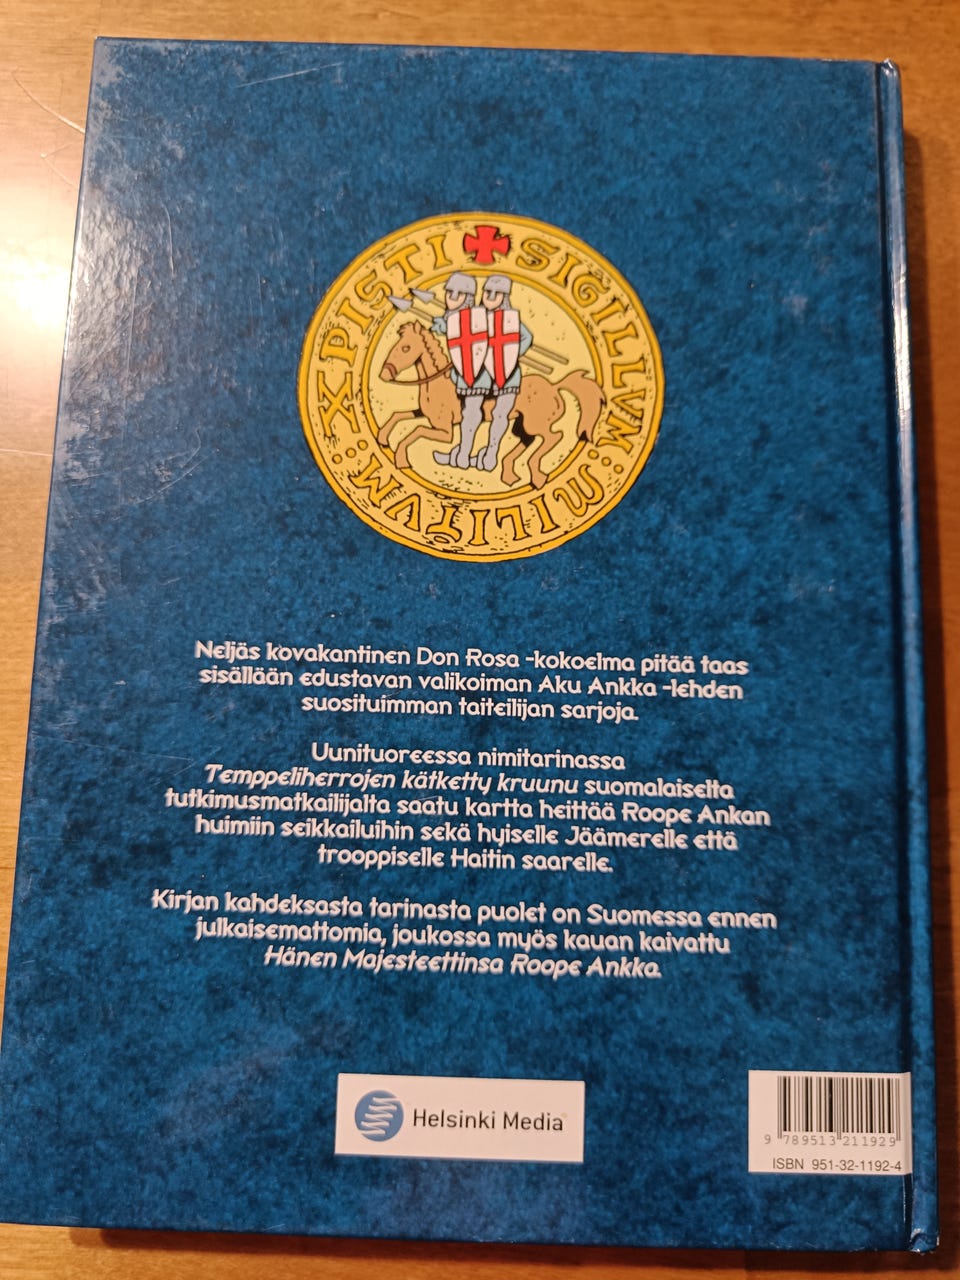 SIGILLVM : MILITVM : XPISTI
Neljäs kovakantinen Don Rosa -kokoelma pitää taas
sisällään edustavan valikoiman Aku Ankka -lehden
suosituimman taiteilijan sarjoja.
Uunituoreessa nimitarinassa
Temppeliherrojen kätketty kruunu suomalaiselta
tutkimusmatkailijalta saatu kartta heittää Roope Ankan
huimiin seikkailuihin sekä hyiselle Jäämerelle että
trooppiselle Haitin saarelle.
Kirjan kahdeksasta tarinasta puolet on Suomessa ennen
julkaisemattomia, joukossa myös kauan kaivattu
Hänen Majesteettinsa Roope Ankka.
Helsinki Media
9 789513 211929
ISBN 951-32-1192-4